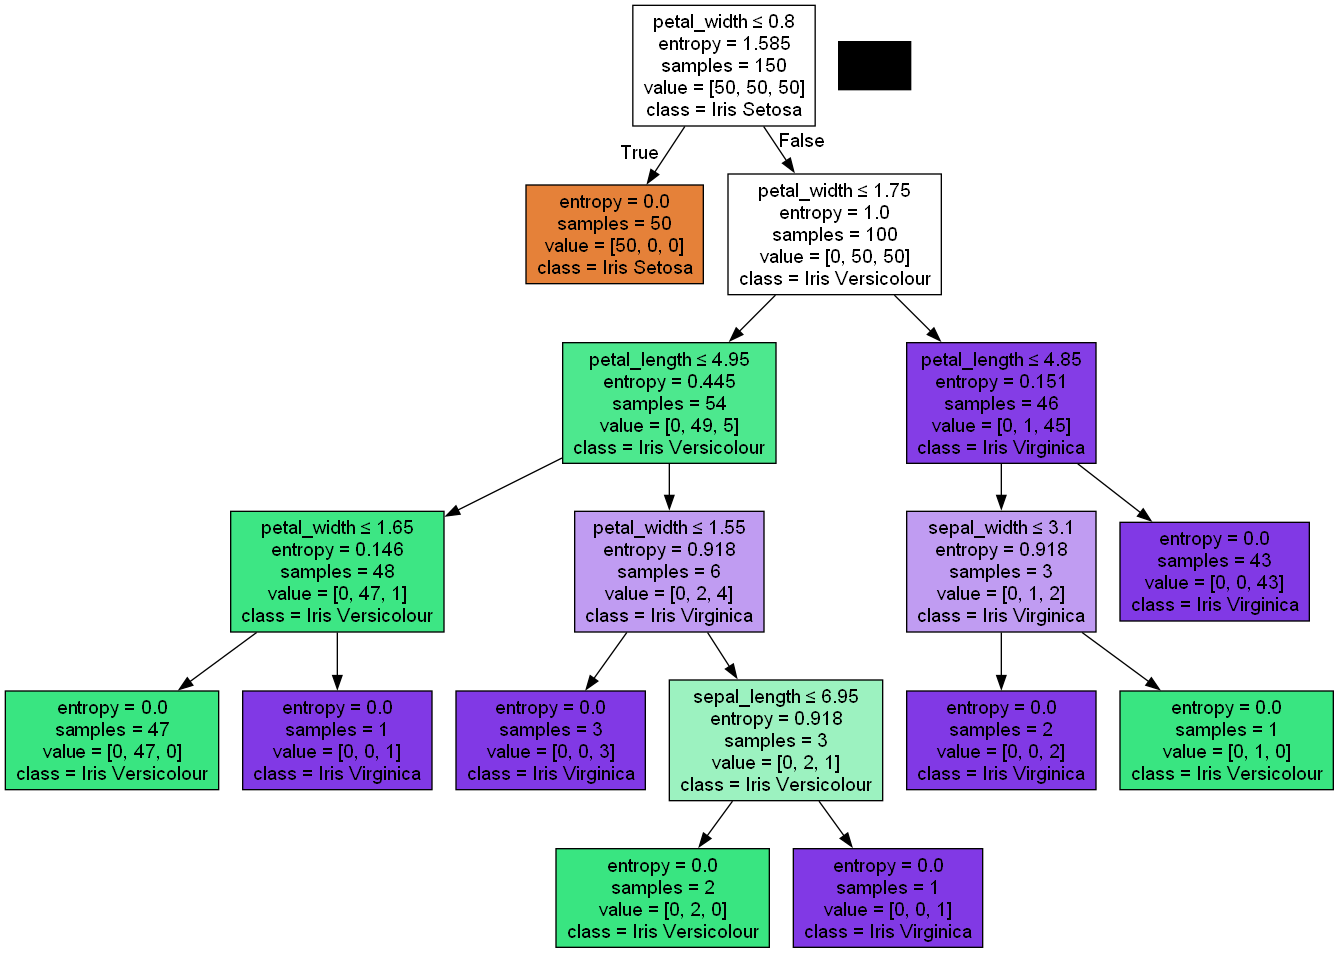 petal_width ≤ 0.8
entropy = 1.585
samples = 150
value = [50, 50, 50]
class = Iris Setosa
True
False
entropy = 0.0
samples = 50
value = [50, 0, 0]
class = Iris Setosa
petal_width ≤ 1.75
entropy = 1.0
samples = 100
value = [0, 50, 50]
class = Iris Versicolour
petal_length ≤ 4.95
entropy = 0.445
samples = 54
value = [0, 49, 5]
class = Iris Versicolour
petal_length ≤ 4.85
entropy = 0.151
samples = 46
value = [0, 1, 45]
class = Iris Virginica
petal_width ≤ 1.65
entropy = 0.146
samples = 48
value = [0, 47, 1]
class = Iris Versicolour
petal_width ≤ 1.55
entropy = 0.918
samples = 6
value = [0, 2, 4]
class = Iris Virginica
sepal_width ≤ 3.1
entropy = 0.918
samples = 3
value = [0, 1, 2]
class = Iris Virginica
entropy = 0.0
samples = 43
value = [0, 0, 43]
class = Iris Virginica
entropy = 0.0
samples = 47
value = [0, 47, 0]
class = Iris Versicolour
entropy = 0.0
samples = 1
value = [0, 0, 1]
class = Iris Virginica
entropy = 0.0
samples = 3
value = [0, 0, 3]
class = Iris Virginica
sepal_length ≤ 6.95
entropy = 0.918
samples = 3
value = [0, 2, 1]
class = Iris Versicolour
entropy = 0.0
samples = 2
value = [0, 0, 2]
class = Iris Virginica
entropy = 0.0
samples = 1
value = [0, 1, 0]
class = Iris Versicolour
entropy = 0.0
samples = 2
value = [0, 2, 0]
class = Iris Versicolour
entropy = 0.0
samples = 1
value = [0, 0, 1]
class = Iris Virginica